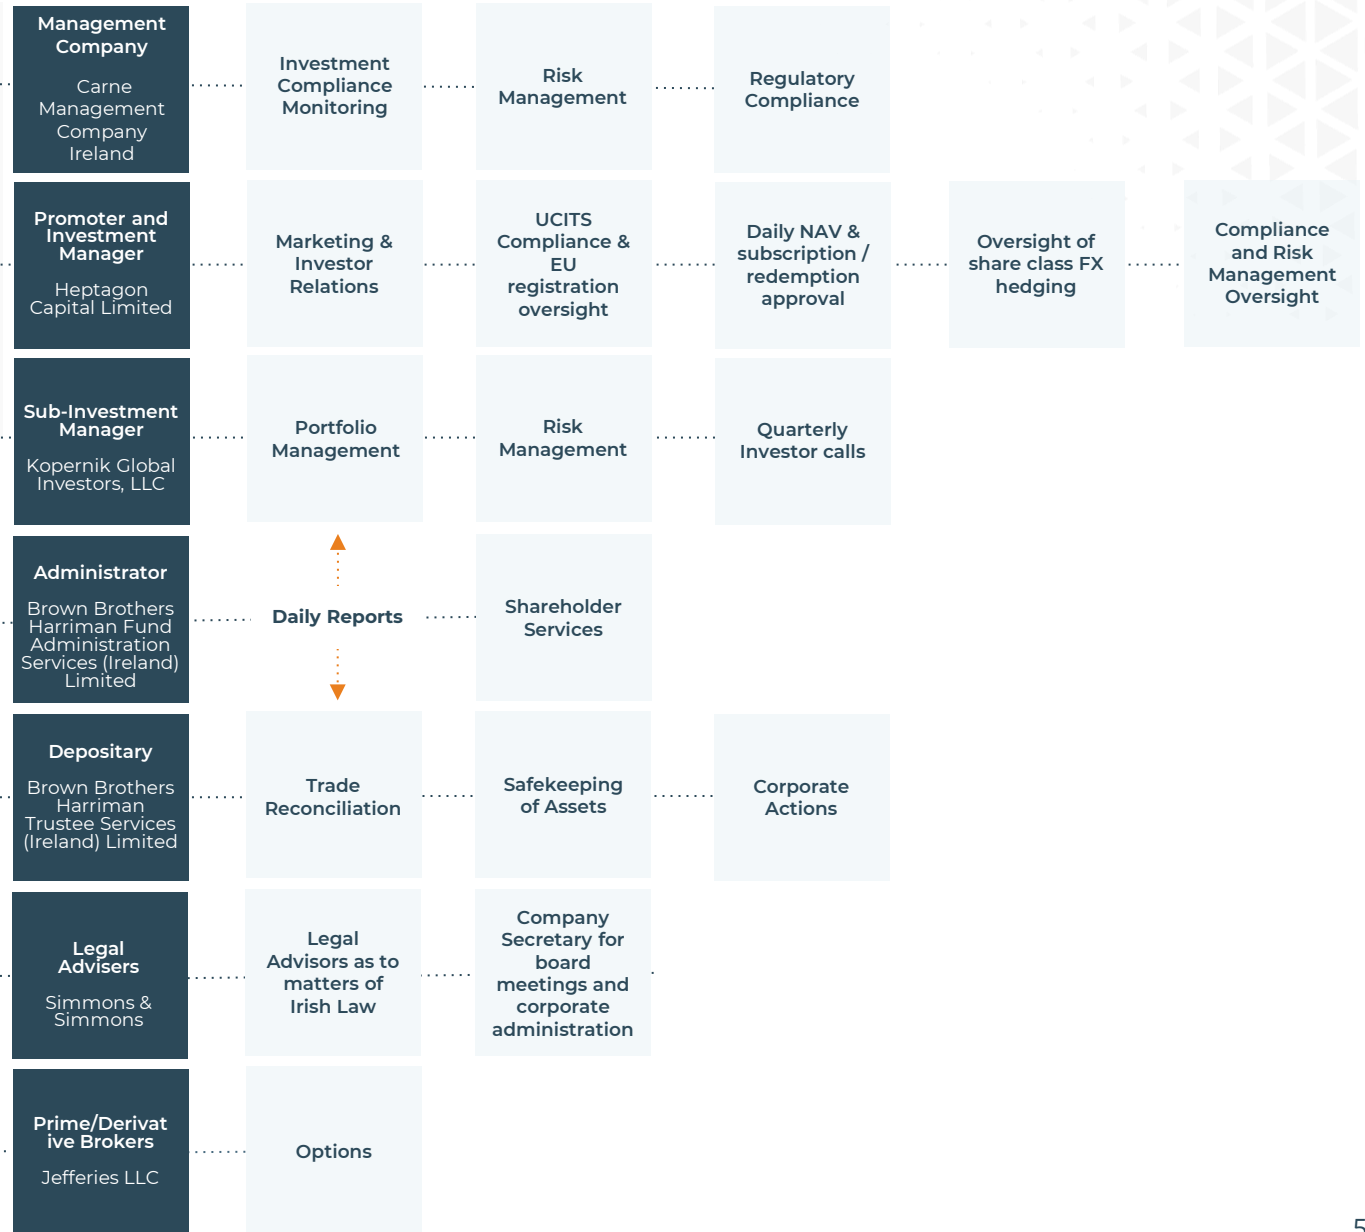 Management
Company
Carne
Management
Company
Ireland
Investment
Compliance
Monitoring
Risk
Management
Regulatory
Compliance
Promoter and
Investment
Manager
Heptagon
Capital Limited
Marketing &
Investor
Relations
UCITS
Compliance &
EU
registration
oversight
Daily NAV &
subscription /
redemption
approval
Oversight of
share class FX
hedging
Compliance
and Risk
Management
Oversight
Sub-Investment
Manager
Kopernik Global
Investors, LLC
Portfolio
Management
Risk
Management
Quarterly
Investor calls
Administrator
Brown Brothers
Harriman Fund
Administration
Services (Ireland)
Limited
Daily Reports
Shareholder
Services
Depositary
Brown Brothers
Harriman
Trustee Services
(Ireland) Limited
Trade
Reconciliation
Safekeeping
of Assets
Corporate
Actions
Legal
Advisers
Simmons &
Simmons
Legal
Advisors as to
matters of
Irish Law
Company
Secretary for
board
meetings and
corporate
administration
Prime/Derivat
ive Brokers
Jefferies LLC
Options
5